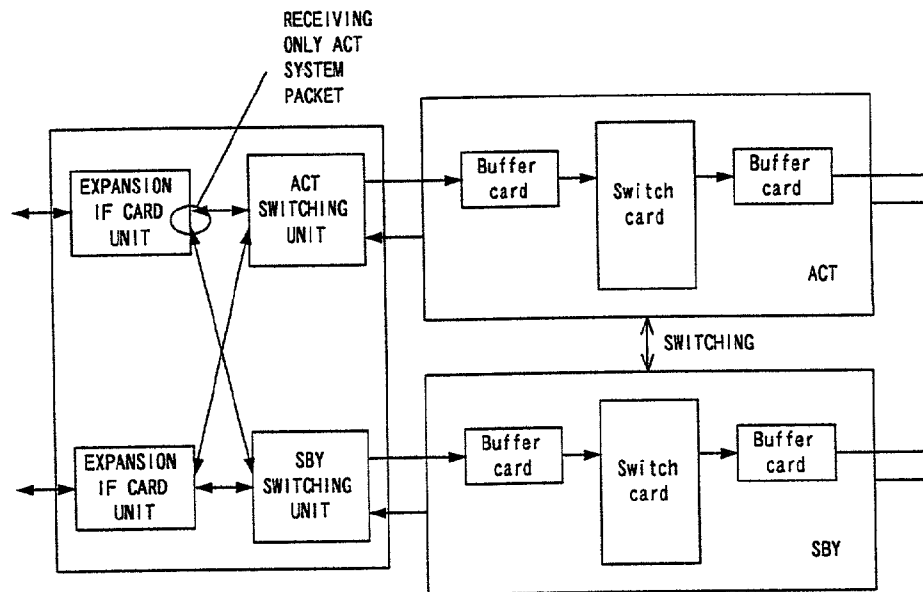 RECEIVING
ONLY ACT
SYSTEM
PACKET
EXPANSION
IF CARD
UNIT
ACT
SWITCHING
UNIT
Buffer
card
Switch
card
Buffer
card
ACT
SWITCHING
EXPANSION
IF CARD
UNIT
SBY
SWITCHING
UNIT
Buffer
card
Switch
card
Buffer
card
SBY